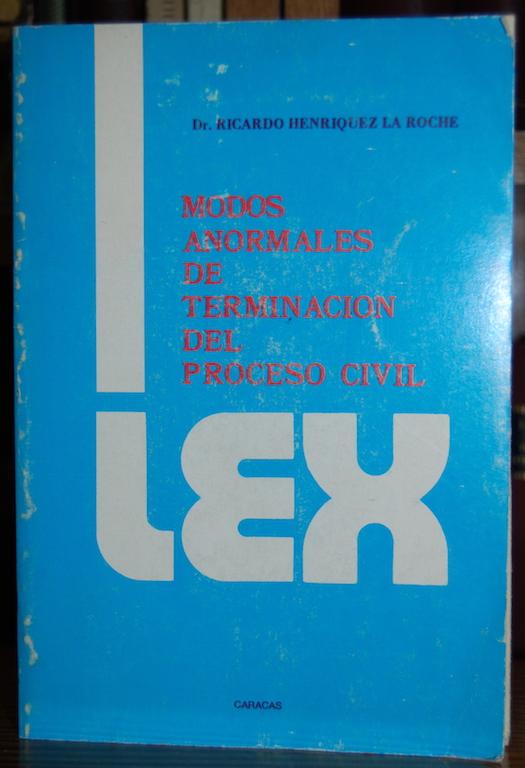 Dr. RICARDO HENRIQUEZ LA ROCHE
MODOS
ANORMALES
DE
TERMINACION
DEL
PROCESO CIVIL
LEX
CARACAS